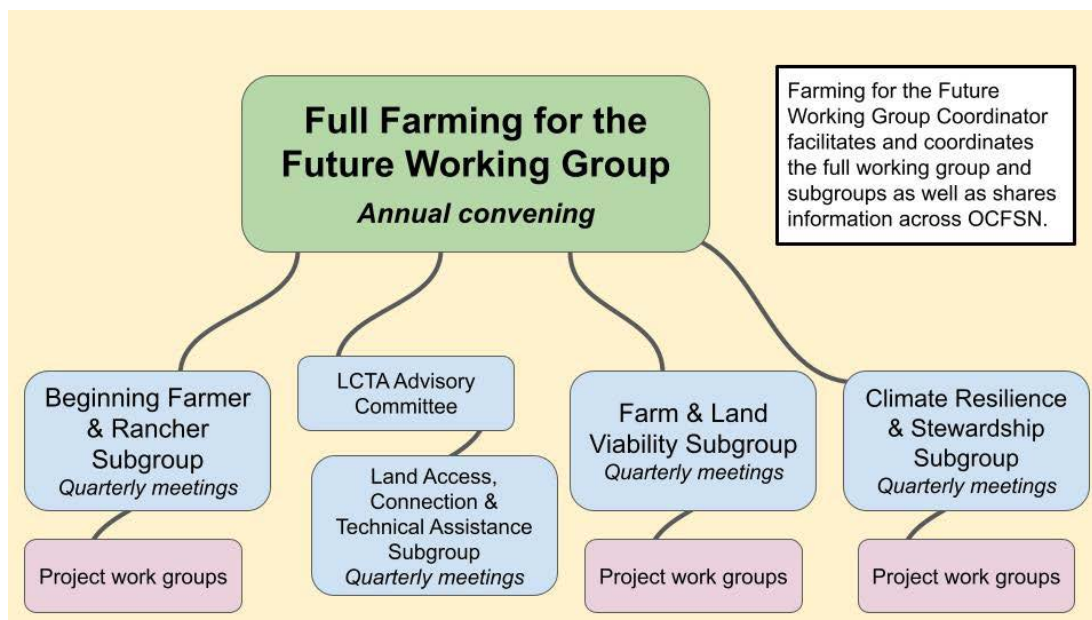 Full Farming for the
Future Working Group
Annual convening
Farming for the Future
Working Group Coordinator
facilitates and coordinates
the full working group and
subgroups as well as shares
information across OCFSN.
Beginning Farmer
& Rancher
Subgroup
Quarterly meetings
Project work groups
LCTA Advisory
Committee
Land Access,
Connection &
Technical Assistance
Subgroup
Quarterly meetings
Farm & Land
Viability Subgroup
Quarterly meetings
Project work groups
Climate Resilience
& Stewardship
Subgroup
Quarterly meetings
Project work groups